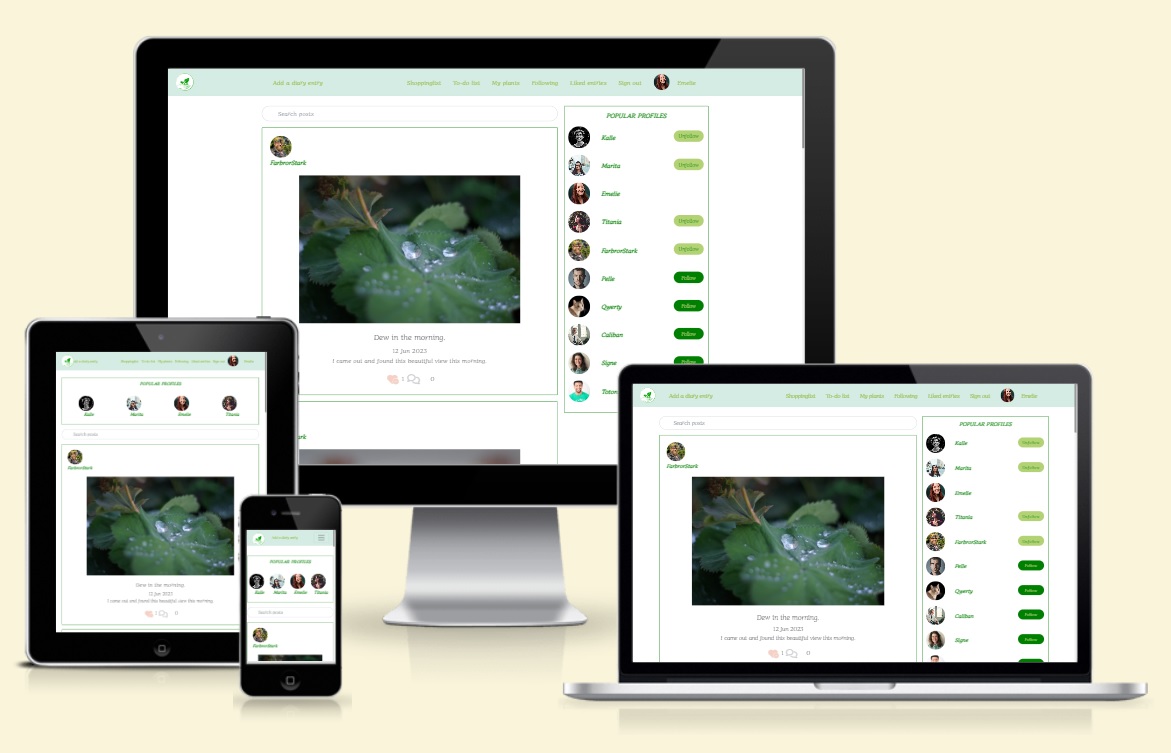 Add a diary entry Shoppinglist To-do list My plants Following Liked entries Sign out Emelie
Search posts
FarbrorStark
Dew in the morning.
12 Jun 2023
I came out and found this beautiful view this morning.
1 0
POPULAR PROFILES
Kalle Unfollow
Marita Unfollow
Emelie
Titania Unfollow
FarbrorStark Unfollow
Pelle Follow
Qwerty Follow
Caliban Follow
Signe Follow
ark
POPULAR PROFILES
Kalle Marita Emelie Titania
Search posts
FarbrorStark
Dew in the morning.
12 Jun 2023
I came out and found this beautiful view this morning.
1 0
POPULAR PROFILES
Kalle Marita Emelie Titania
Search posts
FarbrorStark
Add a diary entry Shoppinglist To-do list My plants Following Liked entries Sign out Emelie
Search posts
FarbrorStark
Dew in the morning.
12 Jun 2023
I came out and found this beautiful view this morning.
1 0
POPULAR PROFILES
Kalle Unfollow
Marita Unfollow
Emelie
Titania Unfollow
FarbrorStark Unfollow
Pelle Follow
Qwerty Follow
Caliban Follow
Signe Follow
Follow